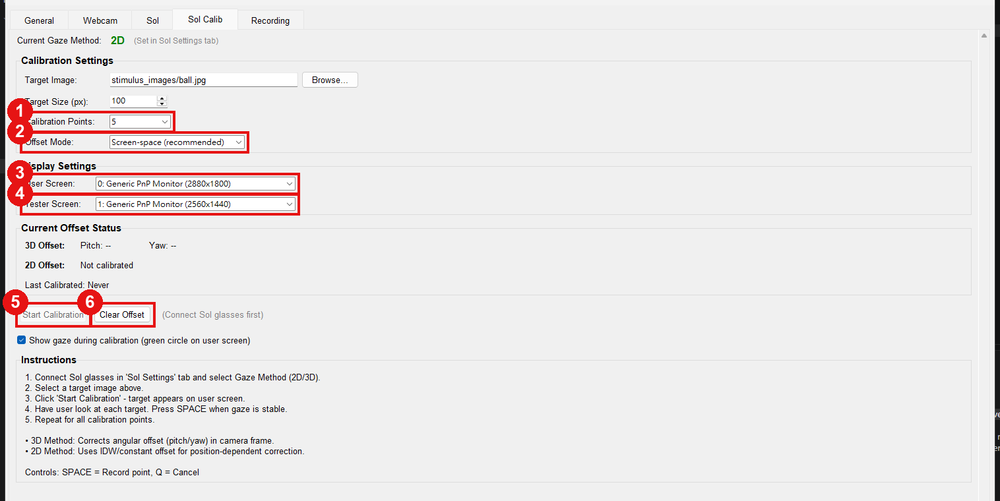 General Webcam Sol Sol Calib Recording
Current Gaze Method: 2D (Set in Sol Settings tab)
Calibration Settings
Target Image: stimulus_images/ball.jpg Browse...
Target Size (px): 100
1 alibration Points: 5
2 Offset Mode: Screen-space (recommended)
isplay Settings
3 User Screen: 0: Generic PnP Monitor (2880x1800)
4 Tester Screen: 1: Generic PnP Monitor (2560x1440)
Current Offset Status
3D Offset: Pitch: -- Yaw: --
2D Offset: Not calibrated
Last Calibrated: Never
5 Start Calibration 6 Clear Offset (Connect Sol glasses first)
Show gaze during calibration (green circle on user screen)
Instructions
1. Connect Sol glasses in 'Sol Settings' tab and select Gaze Method (2D/3D).
2. Select a target image above.
3. Click 'Start Calibration' - target appears on user screen.
4. Have user look at each target. Press SPACE when gaze is stable.
5. Repeat for all calibration points.
• 3D Method: Corrects angular offset (pitch/yaw) in camera frame.
• 2D Method: Uses IDW/constant offset for position-dependent correction.
Controls: SPACE = Record point, Q = Cancel